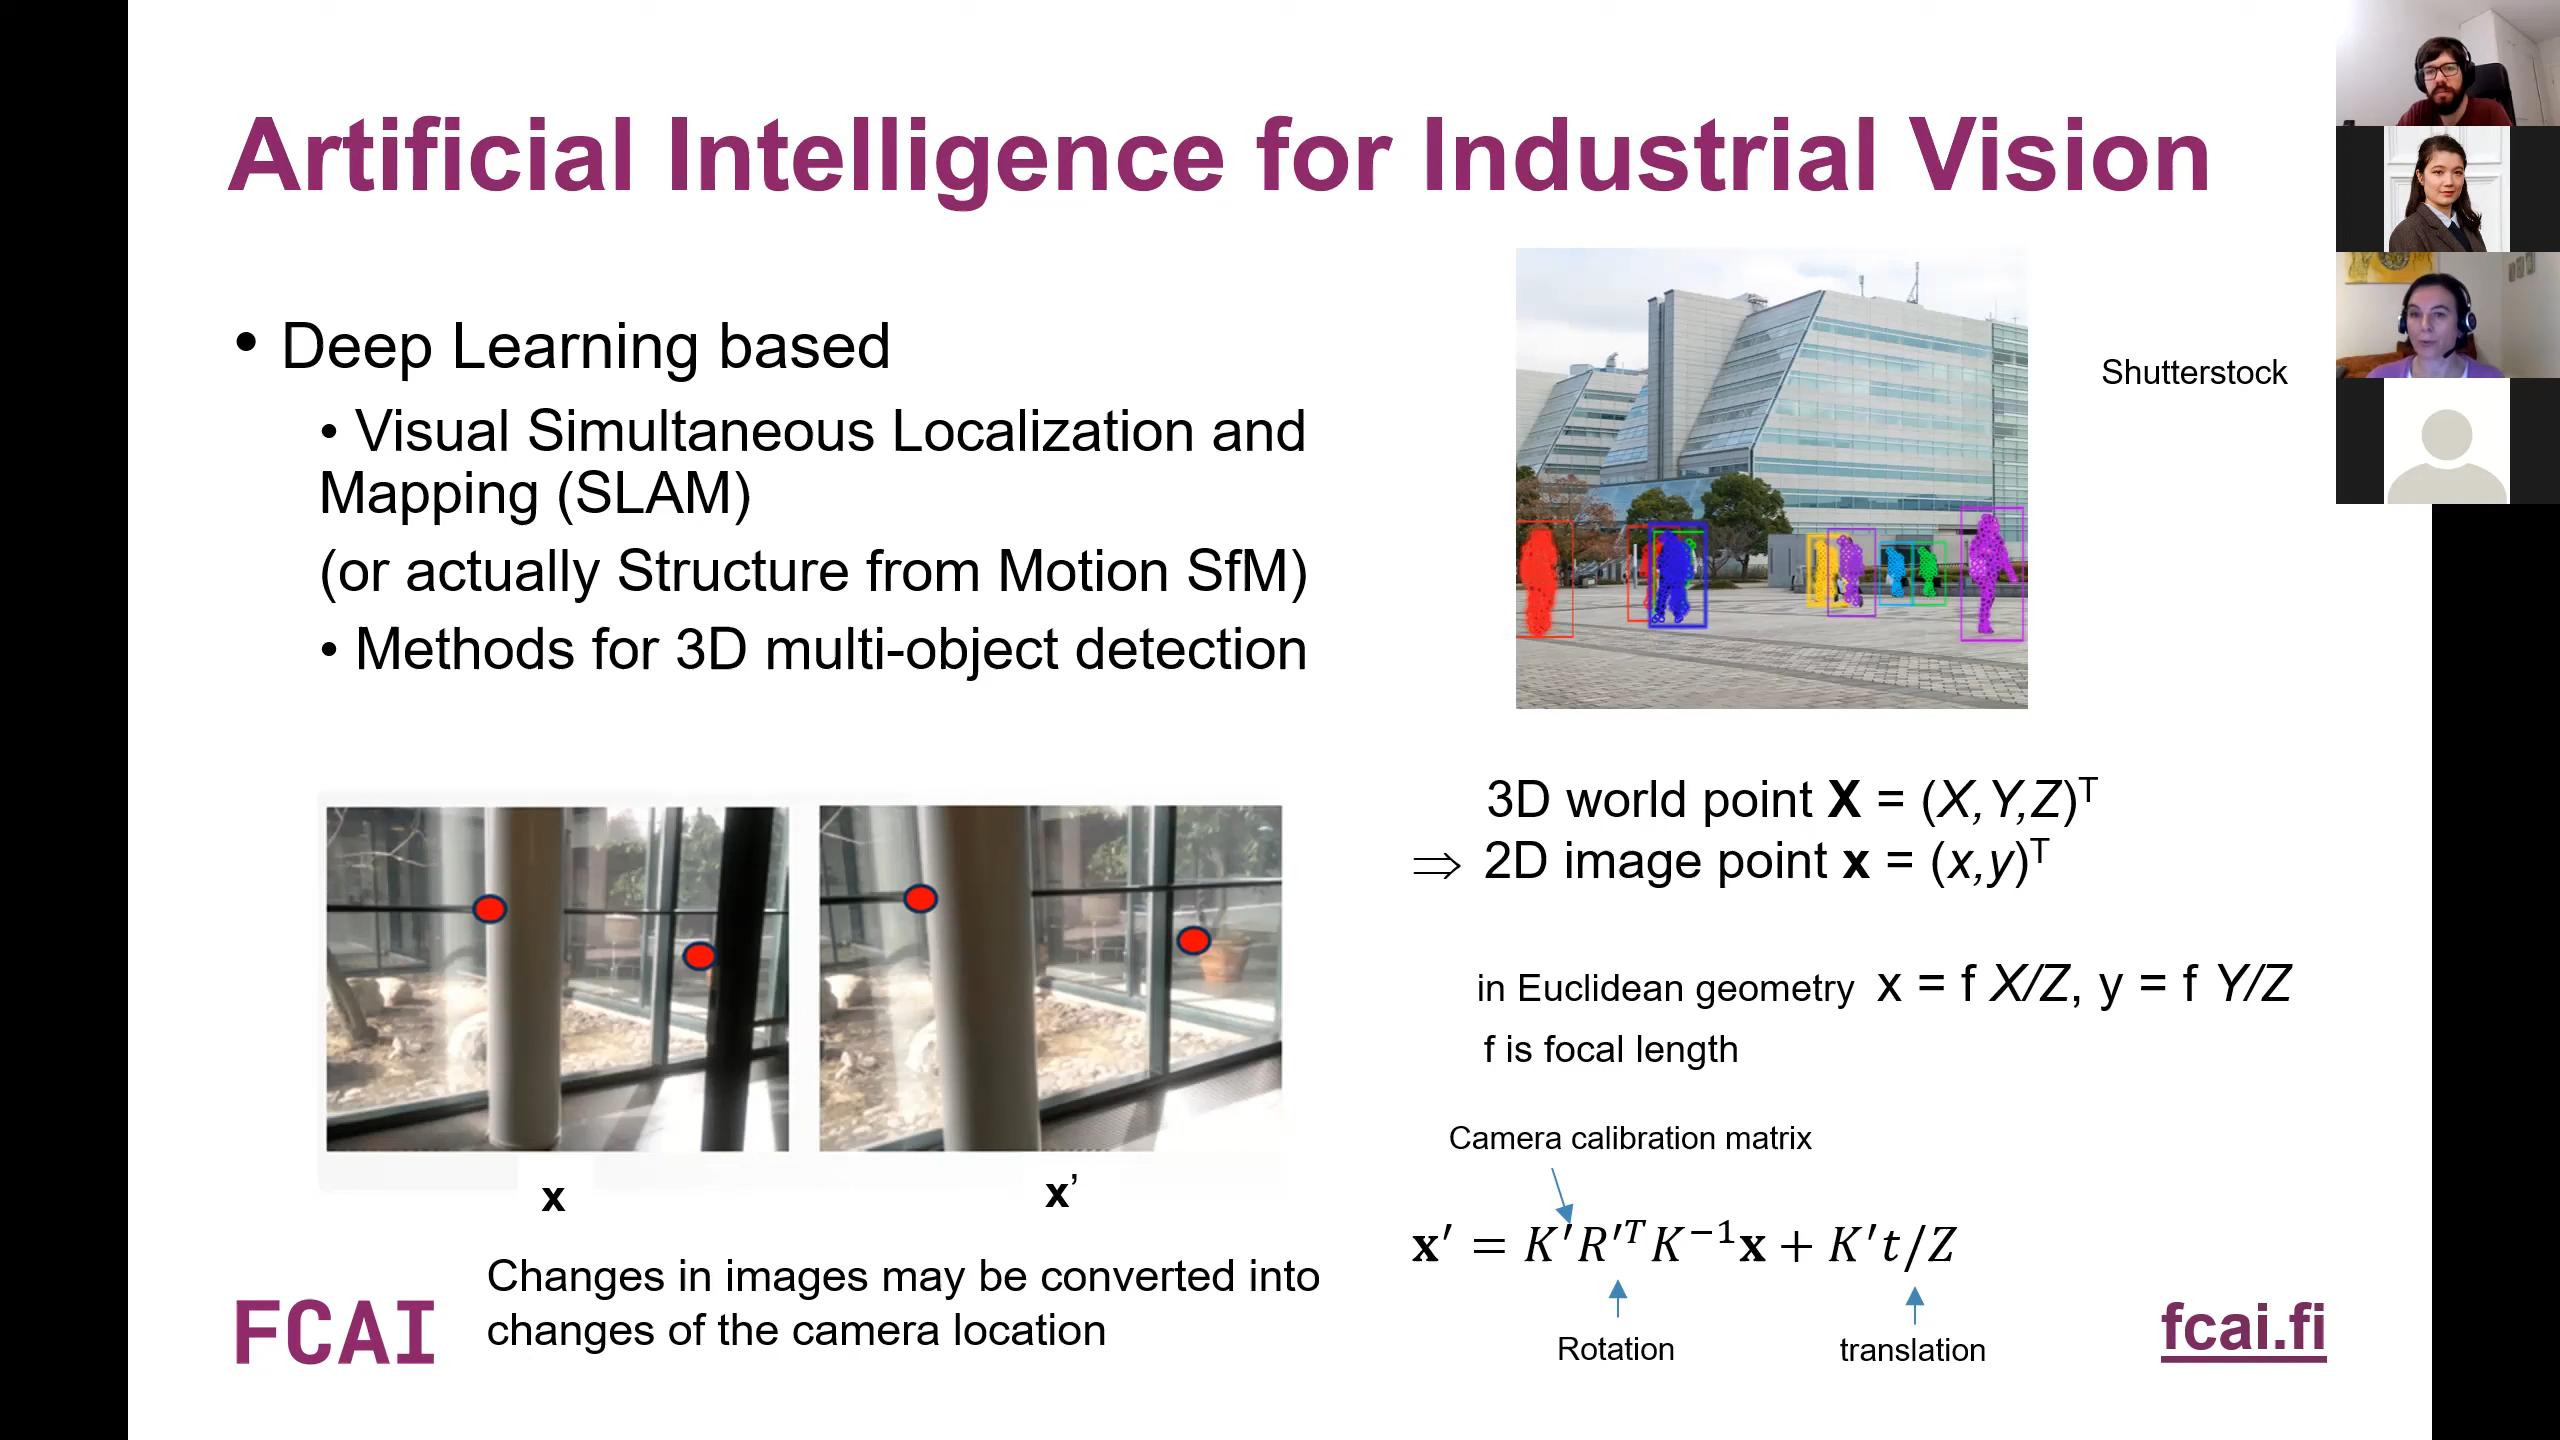 Artificial Intelligence for Industrial Vision
• Deep Learning based
• Visual Simultaneous Localization and
Mapping (SLAM)
(or actually Structure from Motion SfM)
• Methods for 3D multi-object detection
Shutterstock
3D world point X = (X,Y,Z)ᵀ
⇒ 2D image point x = (x,y)ᵀ
in Euclidean geometry x = f X/Z, y = f Y/Z
f is focal length
Camera calibration matrix
x′ = K′R′ᵀK⁻¹x + K′t/Z
Rotation
translation
x
x’
Changes in images may be converted into
changes of the camera location
FCAI
fcai.fi